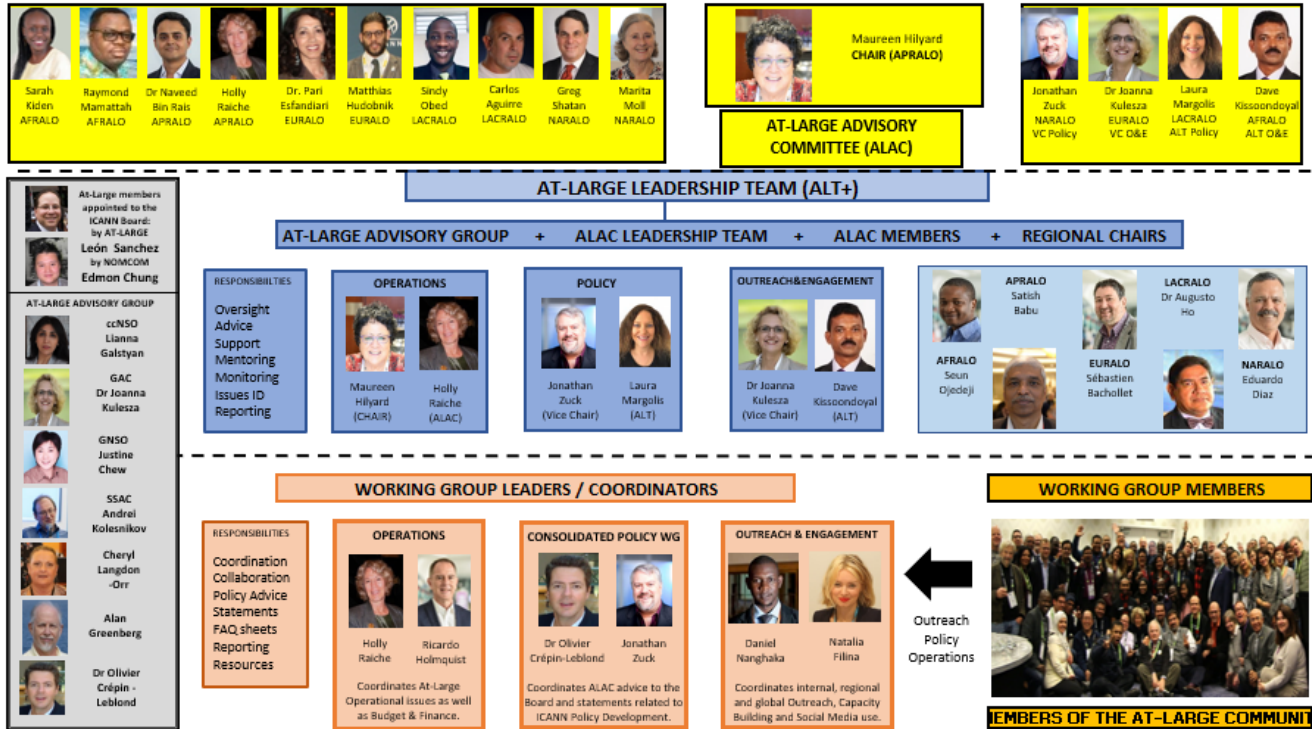 Sarah
Kiden
AFRALO
Raymond
Mamattah
AFRALO
Dr Naveed
Bin Rais
APRALO
Holly
Raiche
APRALO
Dr. Pari
Esfandiari
EURALO
Matthias
Hudobnik
EURALO
Sindy
Obed
LACRALO
Carlos
Aguirre
LACRALO
Greg
Shatan
NARALO
Marita
Moll
NARALO
Maureen Hilyard
CHAIR (APRALO)
AT-LARGE ADVISORY
COMMITTEE (ALAC)
Jonathan
Zuck
NARALO
VC Policy
Dr Joanna
Kulesza
EURALO
VC O&E
Laura
Margolis
LACRALO
ALT Policy
Dave
Kissoondoyal
AFRALO
ALT O&E
At-Large members
appointed to the
ICANN Board:
by AT-LARGE
León Sanchez
by NOMCOM
Edmon Chung
AT-LARGE ADVISORY GROUP
ccNSO
Lianna
Galstyan
GAC
Dr Joanna
Kulesza
GNSO
Justine
Chew
SSAC
Andrei
Kolesnikov
Cheryl
Langdon
-Orr
Alan
Greenberg
Dr Olivier
Crépin -
Leblond
AT-LARGE LEADERSHIP TEAM (ALT+)
AT-LARGE ADVISORY GROUP + ALAC LEADERSHIP TEAM + ALAC MEMBERS + REGIONAL CHAIRS
RESPONSIBILTIES
Oversight
Advice
Support
Mentoring
Monitoring
Issues ID
Reporting
OPERATIONS
Maureen
Hilyard
(CHAIR)
Holly
Raiche
(ALAC)
POLICY
Jonathan
Zuck
(Vice Chair)
Laura
Margolis
(ALT)
OUTREACH&ENGAGEMENT
Dr Joanna
Kulesza
(Vice Chair)
Dave
Kissoondoyal
(ALT)
APRALO
Satish
Babu
LACRALO
Dr Augusto
Ho
AFRALO
Seun
Ojedeji
EURALO
Sébastien
Bachollet
NARALO
Eduardo
Diaz
WORKING GROUP LEADERS / COORDINATORS
RESPONSIBILITIES
Coordination
Collaboration
Policy Advice
Statements
FAQ sheets
Reporting
Resources
OPERATIONS
Holly
Raiche
Ricardo
Holmquist
Coordinates At-Large
Operational issues as well
as Budget & Finance.
CONSOLIDATED POLICY WG
Dr Olivier
Crépin-Leblond
Jonathan
Zuck
Coordinates ALAC advice to the
Board and statements related to
ICANN Policy Development.
OUTREACH & ENGAGEMENT
Daniel
Nanghaka
Natalia
Filina
Coordinates internal, regional
and global Outreach, Capacity
Building and Social Media use.
Outreach
Policy
Operations
WORKING GROUP MEMBERS
EMBERS OF THE AT-LARGE COMMUNIT